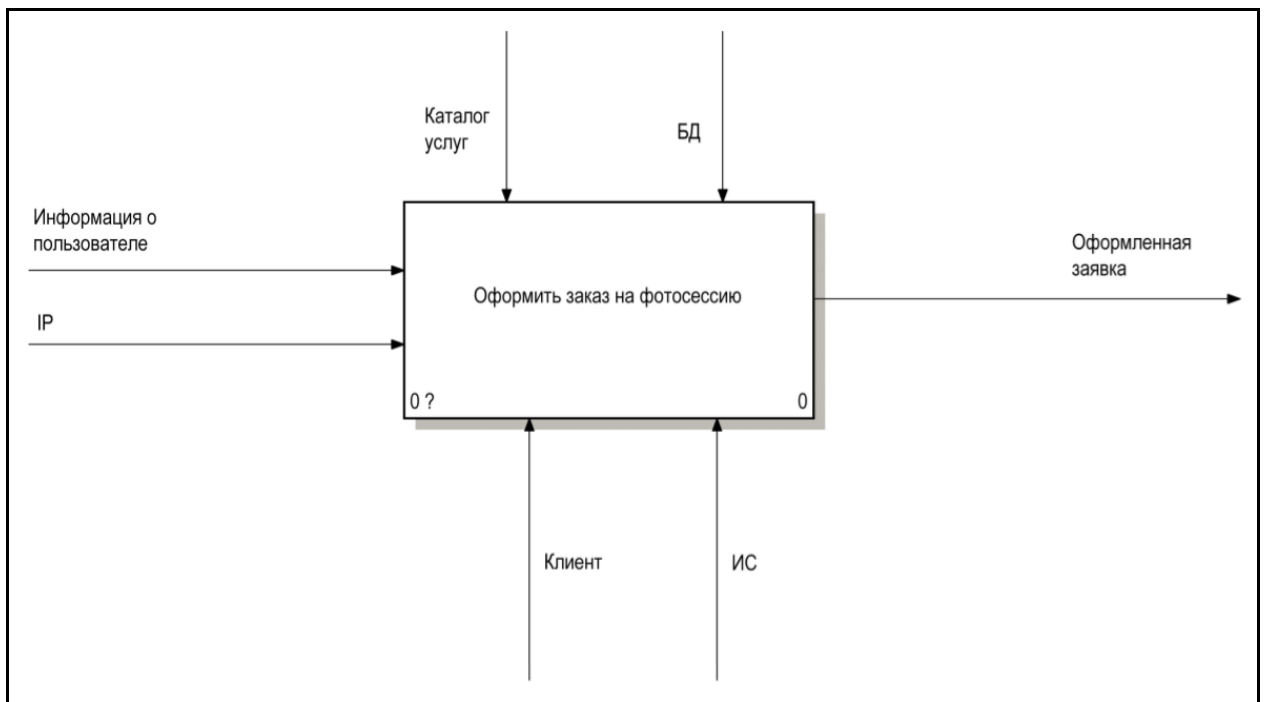 Каталог
услуг
БД
Информация о
пользователе
Оформленная
заявка
Оформить заказ на фотосессию
IP
0 ?
0
Клиент
ИС